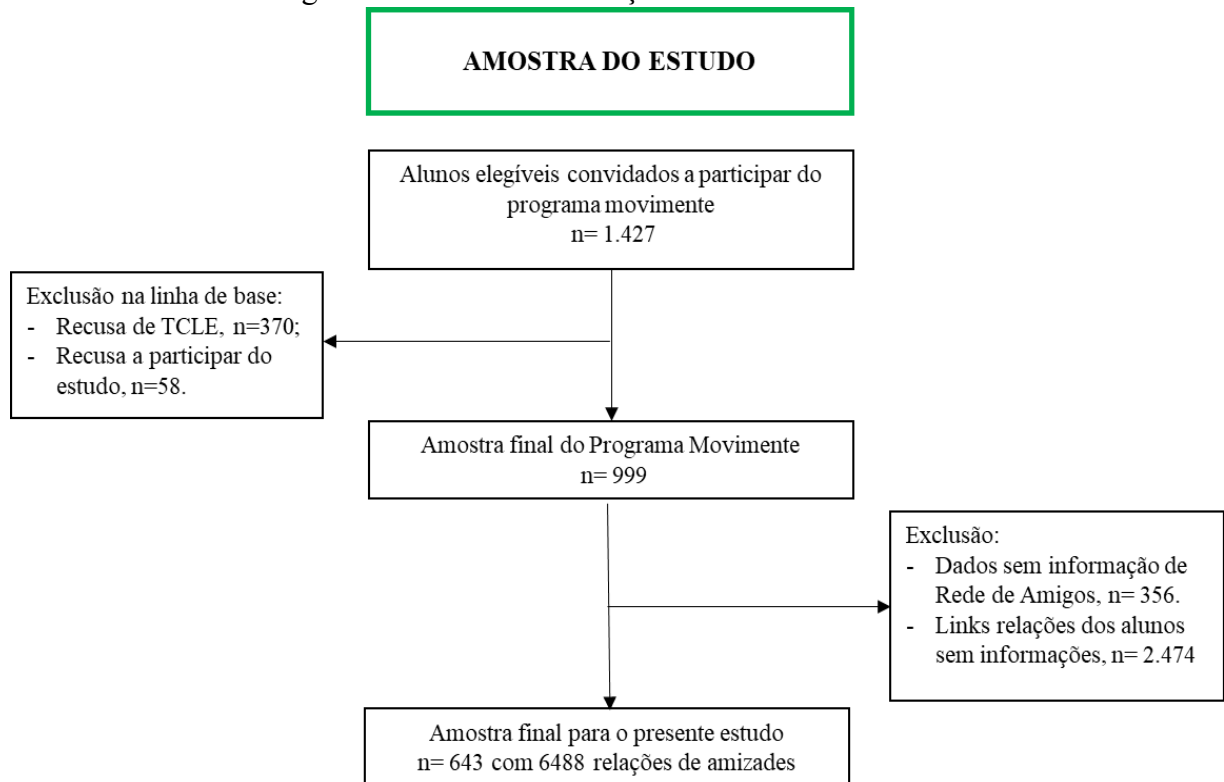 AMOSTRA DO ESTUDO
Alunos elegíveis convidados a participar do
programa movimente
n= 1.427
Exclusão na linha de base:
- Recusa de TCLE, n=370;
- Recusa a participar do
estudo, n=58.
Amostra final do Programa Movimente
n= 999
Exclusão:
- Dados sem informação de
Rede de Amigos, n= 356.
- Links relações dos alunos
sem informações, n= 2.474
Amostra final para o presente estudo
n= 643 com 6488 relações de amizades